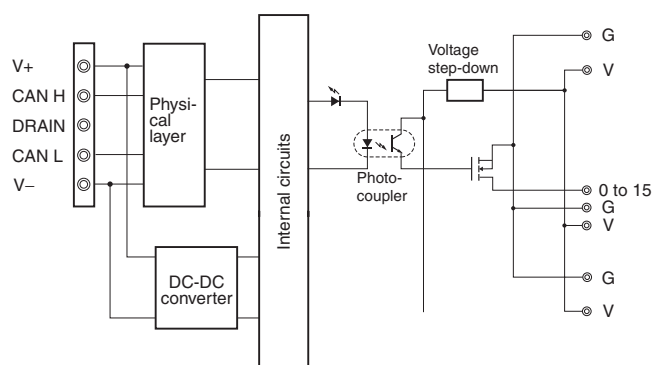 V+
CAN H
DRAIN
CAN L
V−
Physi-
cal
layer
DC-DC
converter
Internal circuits
Photo-
coupler
Voltage
step-down
G
V
0 to 15
G
V
G
V